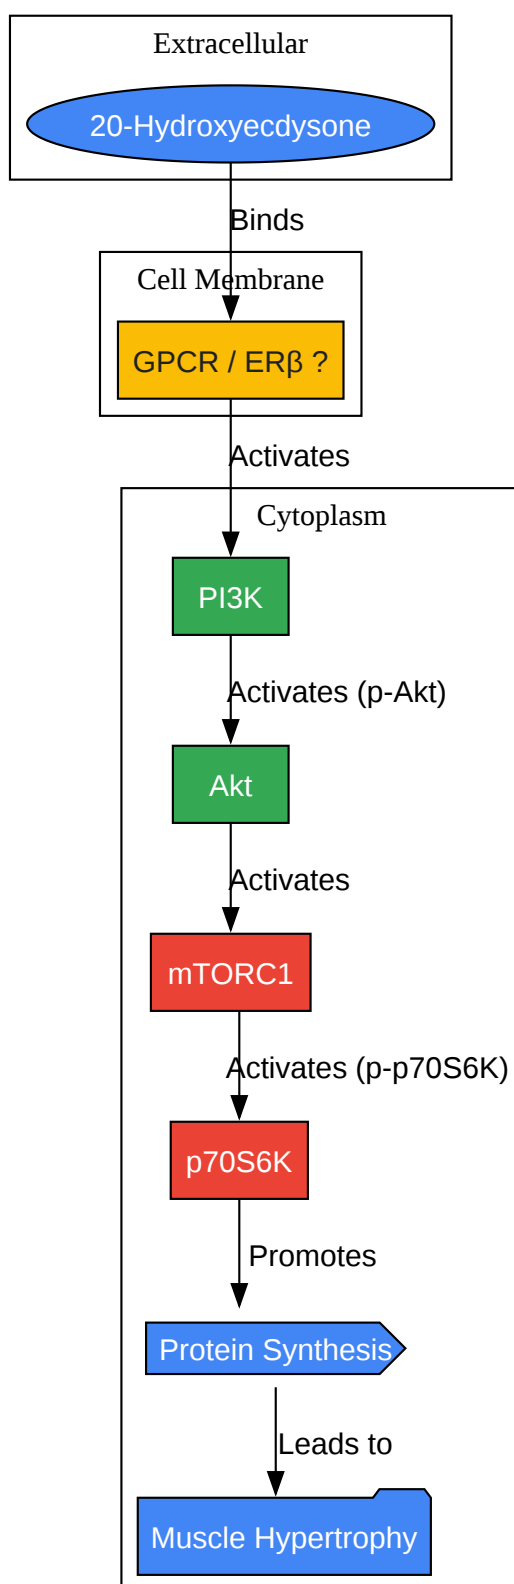 Extracellular
20-Hydroxyecdysone
Binds
Cell Membrane
GPCR / ERβ ?
Activates
Cytoplasm
PI3K
Activates (p-Akt)
Akt
Activates
mTORC1
Activates (p-p70S6K)
p70S6K
Promotes
Protein Synthesis
Leads to
Muscle Hypertrophy